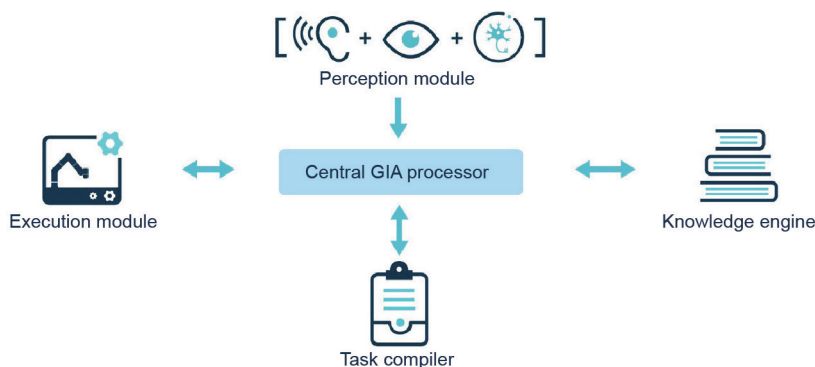 [ + + ]
Perception module
Central GIA processor
Execution module
Knowledge engine
Task compiler